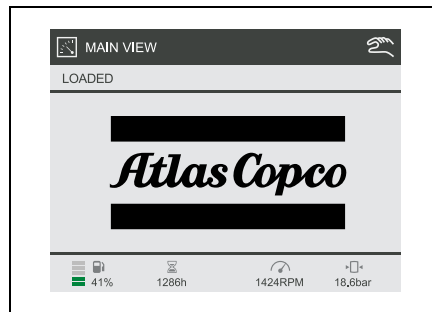 MAIN VIEW
LOADED
Atlas Copco
41% 1286h 1424RPM 18.6bar